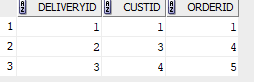 DELIVERYID CUSTID ORDERID
1 1 1 1
2 2 3 4
3 3 4 5